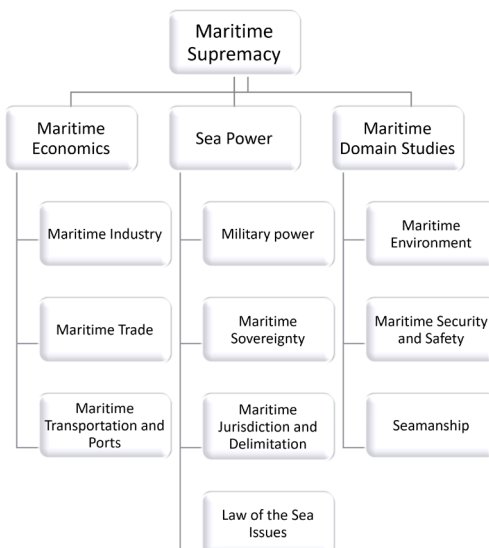 Maritime
Supremacy
Maritime
Economics
Sea Power
Maritime
Domain Studies
Maritime Industry
Military power
Maritime
Environment
Maritime Trade
Maritime
Sovereignty
Maritime Security
and Safety
Maritime
Transportation and
Ports
Maritime
Jurisdiction and
Delimitation
Seamanship
Law of the Sea
Issues